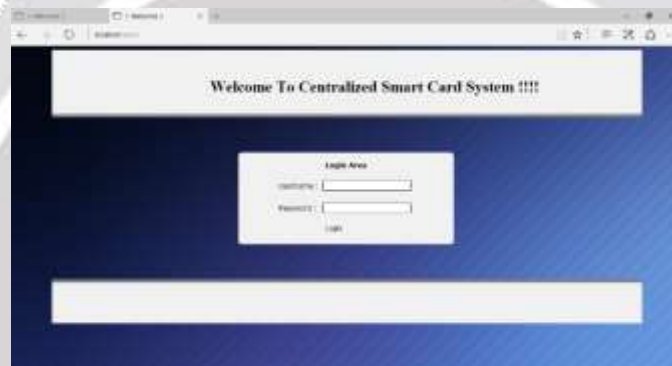 Welcome To Centralized Smart Card System !!!!
Login Area
Username :
Password :
Login